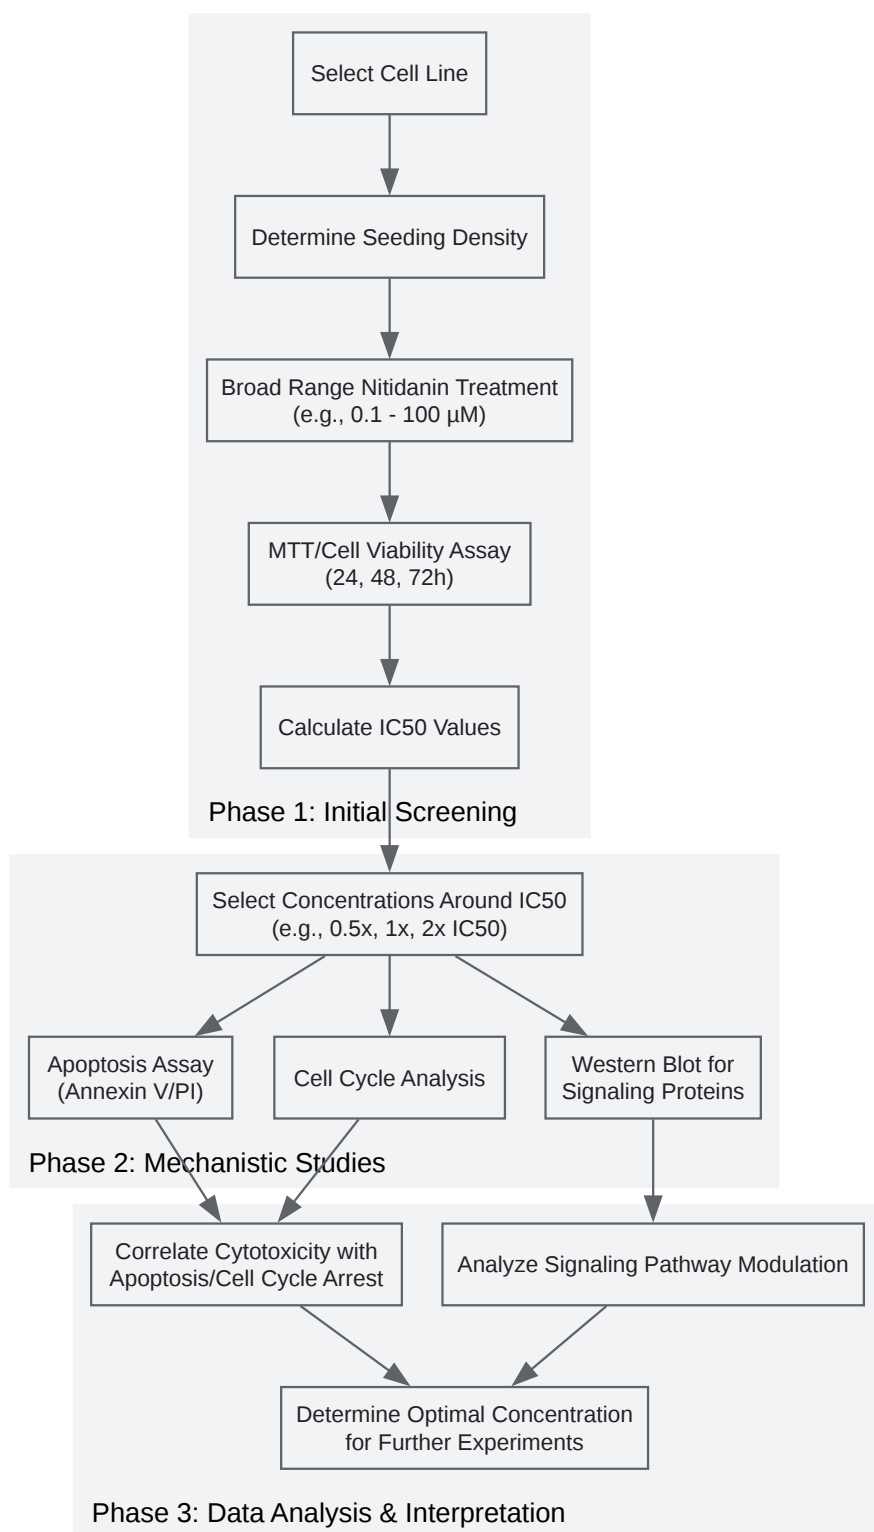 Select Cell Line
Determine Seeding Density
Broad Range Nitidanin Treatment
(e.g., 0.1 - 100 µM)
MTT/Cell Viability Assay
(24, 48, 72h)
Calculate IC50 Values
Phase 1: Initial Screening
Select Concentrations Around IC50
(e.g., 0.5x, 1x, 2x IC50)
Apoptosis Assay
(Annexin V/PI)
Cell Cycle Analysis
Western Blot for
Signaling Proteins
Phase 2: Mechanistic Studies
Correlate Cytotoxicity with
Apoptosis/Cell Cycle Arrest
Analyze Signaling Pathway Modulation
Determine Optimal Concentration
for Further Experiments
Phase 3: Data Analysis & Interpretation